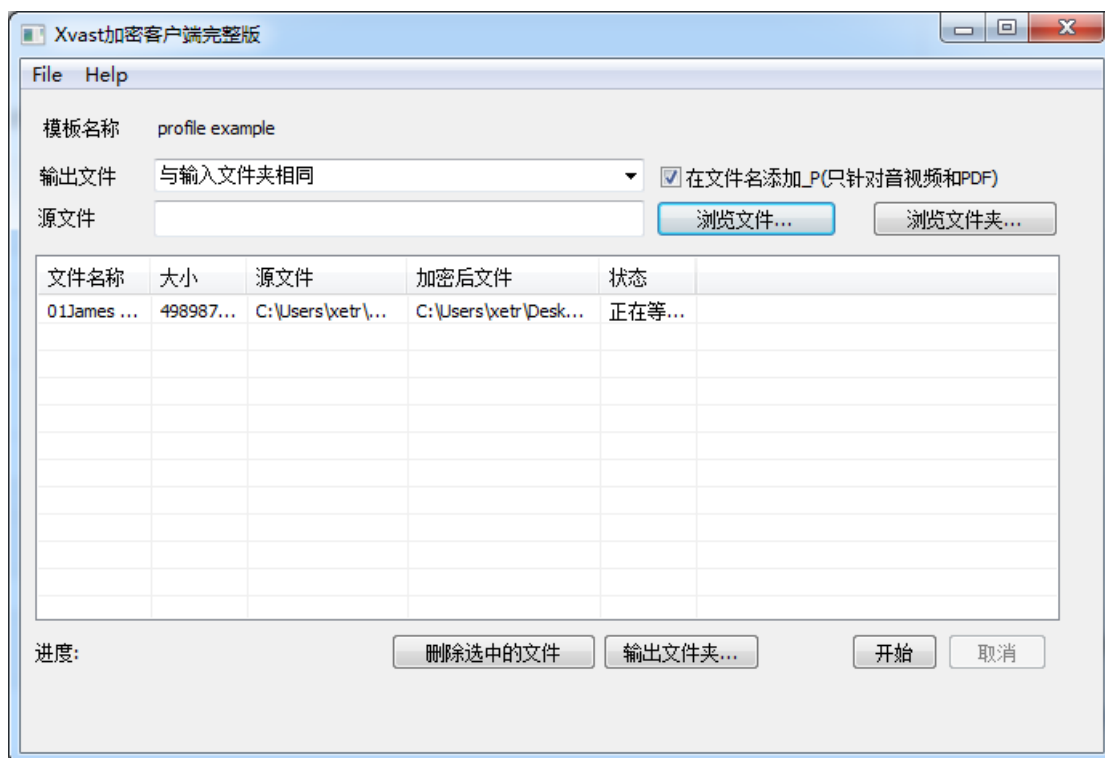 Xvast加密客户端完整版
File Help
模板名称 profile example
输出文件 与输入文件夹相同 在文件名添加_P(只针对音视频和PDF)
源文件 浏览文件... 浏览文件夹...
文件名称 大小 源文件 加密后文件 状态
01James ... 498987... C:\Users\xetr\... C:\Users\xetr\Desk... 正在等...
进度: 删除选中的文件 输出文件夹... 开始 取消